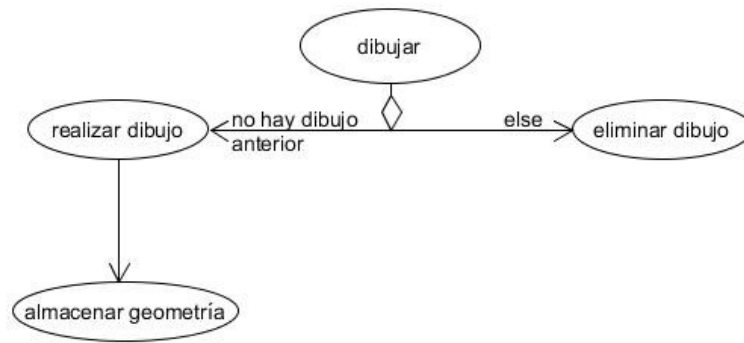 dibujar
realizar dibujo
no hay dibujo
anterior
else
eliminar dibujo
almacenar geometría